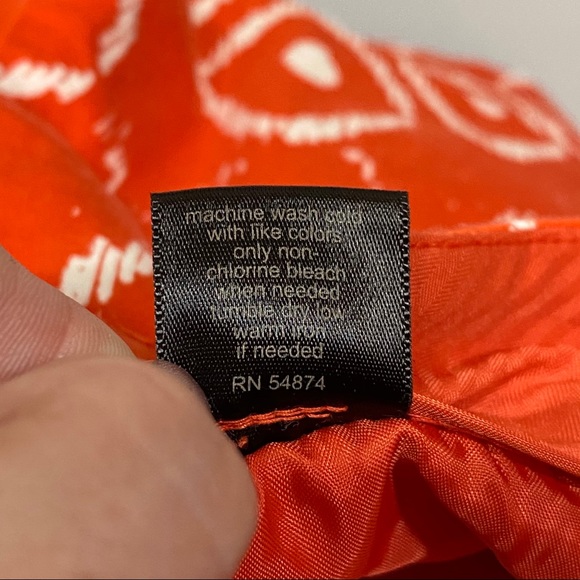 machine wash cold
with like colors
only non-
chlorine bleach
when needed
tumble dry low
warm iron
if needed
RN 54874